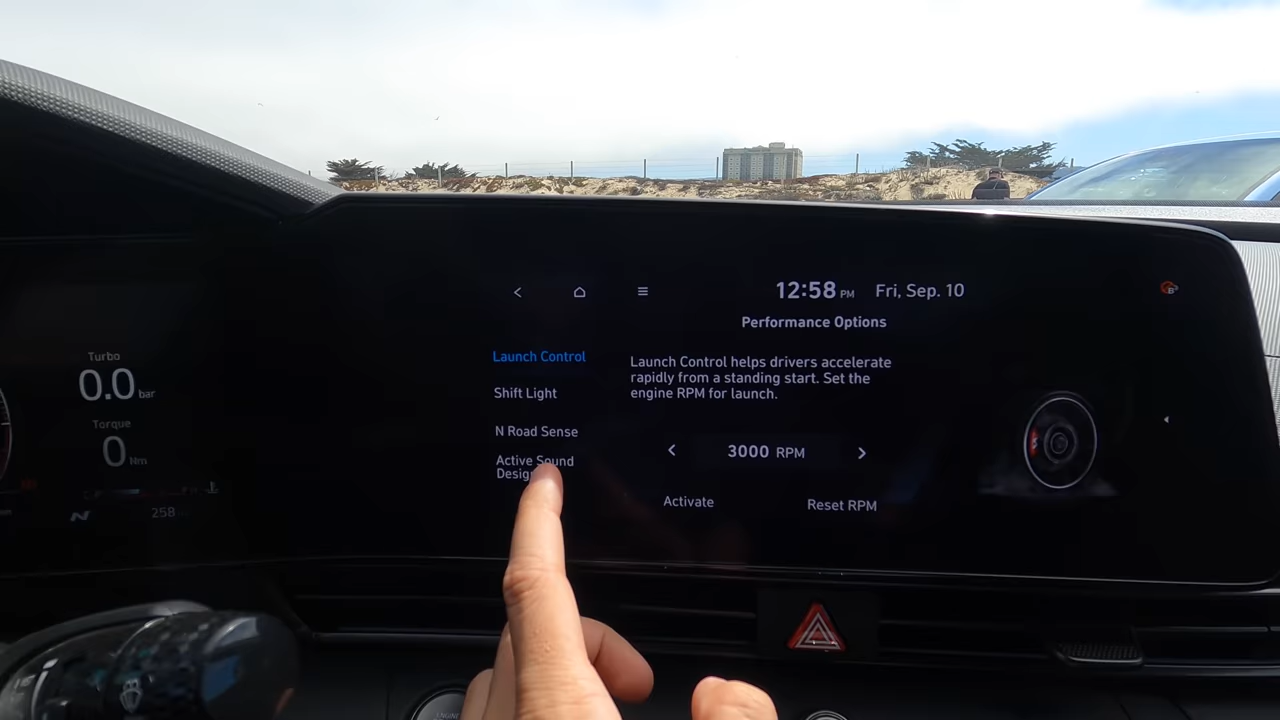 12:58 PM Fri, Sep. 10
Performance Options
Turbo
0.0 bar
Torque
0 Nm
N
258
Launch Control
Shift Light
N Road Sense
Active Sound
Launch Control helps drivers accelerate
rapidly from a standing start. Set the
engine RPM for launch.
3000 RPM
Activate
Reset RPM
ENGINE